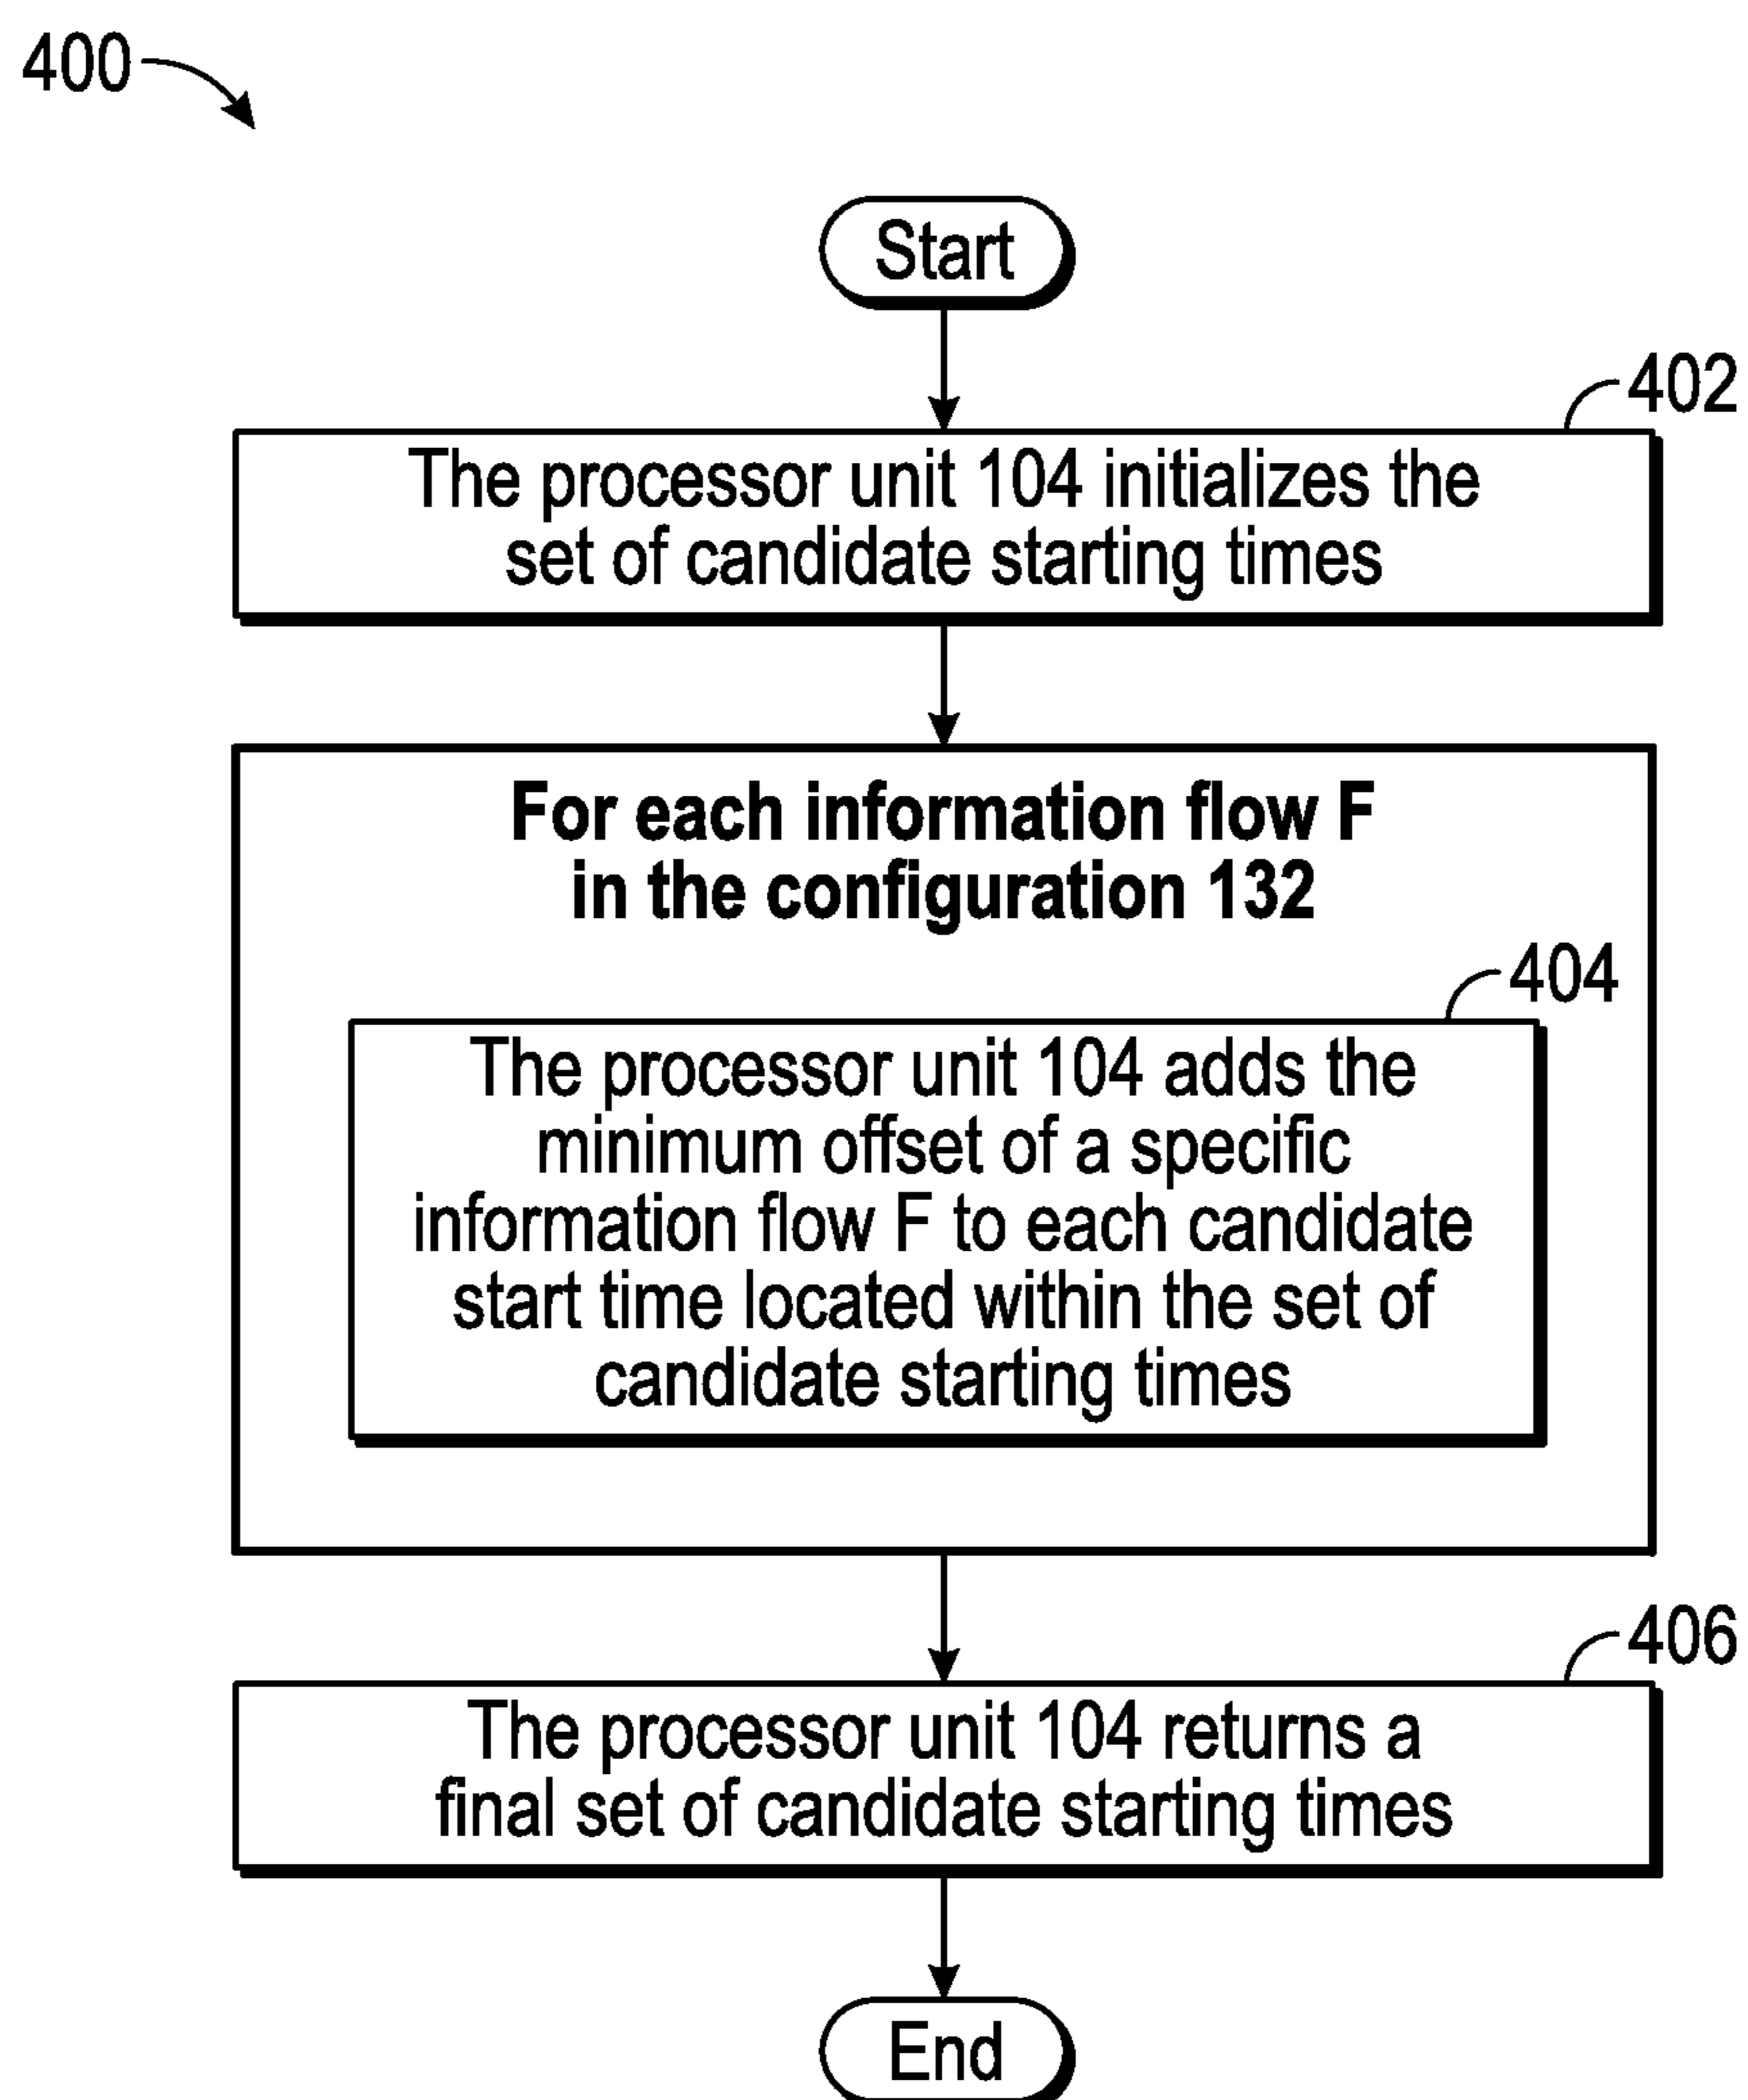 400
Start
402
The processor unit 104 initializes the
set of candidate starting times
For each information flow F
in the configuration 132
404
The processor unit 104 adds the
minimum offset of a specific
information flow F to each candidate
start time located within the set of
candidate starting times
406
The processor unit 104 returns a
final set of candidate starting times
End